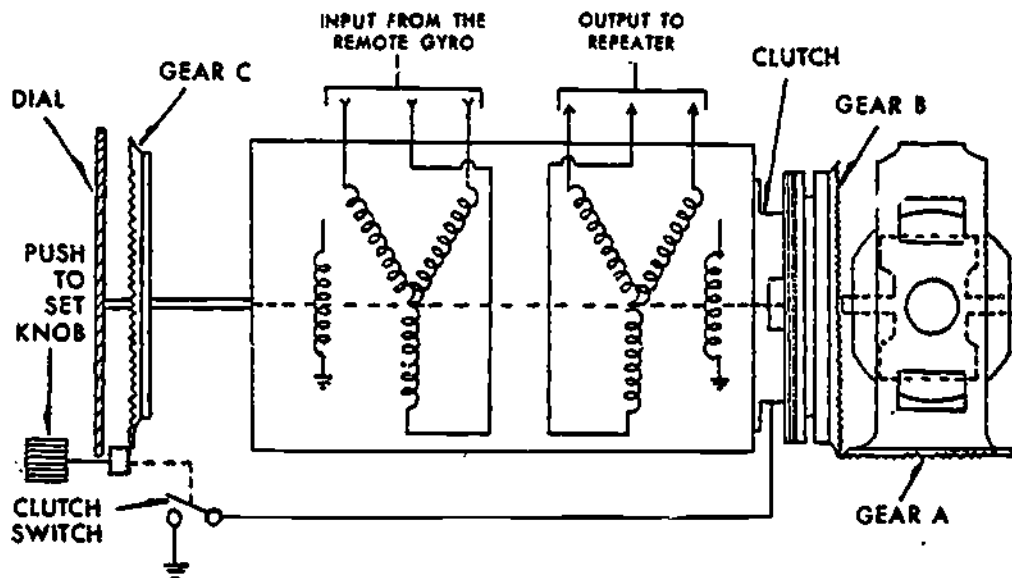 INPUT FROM THE
REMOTE GYRO
OUTPUT TO
REPEATER
CLUTCH
GEAR C
DIAL
GEAR B
PUSH
TO
SET
KNOB
CLUTCH
SWITCH
GEAR A